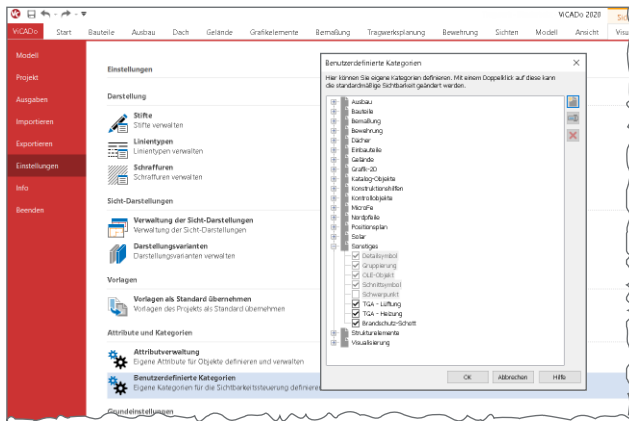 ViCADo 2020
Sic
ViCADo Start Bauteile Ausbau Dach Gelände Grafikelemente Bemaßung Tragwerksplanung Bewehrung Sichten Modell Ansicht Visu
Modell
Projekt
Ausgaben
Importieren
Exportieren
Einstellungen
Info
Beenden
Einstellungen
Darstellung
Stifte
Stifte verwalten
Linientypen
Linientypen verwalten
Schraffuren
Schraffuren verwalten
Sicht-Darstellungen
Verwaltung der Sicht-Darstellungen
Verwaltung der Sicht-Darstellungen
Darstellungsvarianten
Darstellungsvarianten verwalten
Vorlagen
Vorlagen als Standard übernehmen
Vorlagen des Projekts als Standard übernehmen
Attribute und Kategorien
Attributverwaltung
Eigene Attribute für Objekte definieren und verwalten
Benutzerdefinierte Kategorien
Eigene Kategorien für die Sichtbarkeitssteuerung definiere
Grundeinstellungen
Benutzerdefinierte Kategorien
Hier können Sie eigene Kategorien definieren. Mit einem Doppelklick auf diese kann
die standardmäßige Sichtbarkeit geändert werden.
Ausbau
Bauteile
Bemaßung
Bewehrung
Dächer
Einbauteile
Gelände
Grafik-2D
Katalog-Objekte
Konstruktionshilfen
Kontrollobjekte
MicroFe
Nordpfeile
Positionsplan
Solar
Sonstiges
Detailsymbol
Gruppierung
OLE-Objekt
Schnittsymbol
Schwerpunkt
TGA - Lüftung
TGA - Heizung
Brandschutz-Schott
Strukturelemente
Visualisierung
OK Abbrechen Hilfe